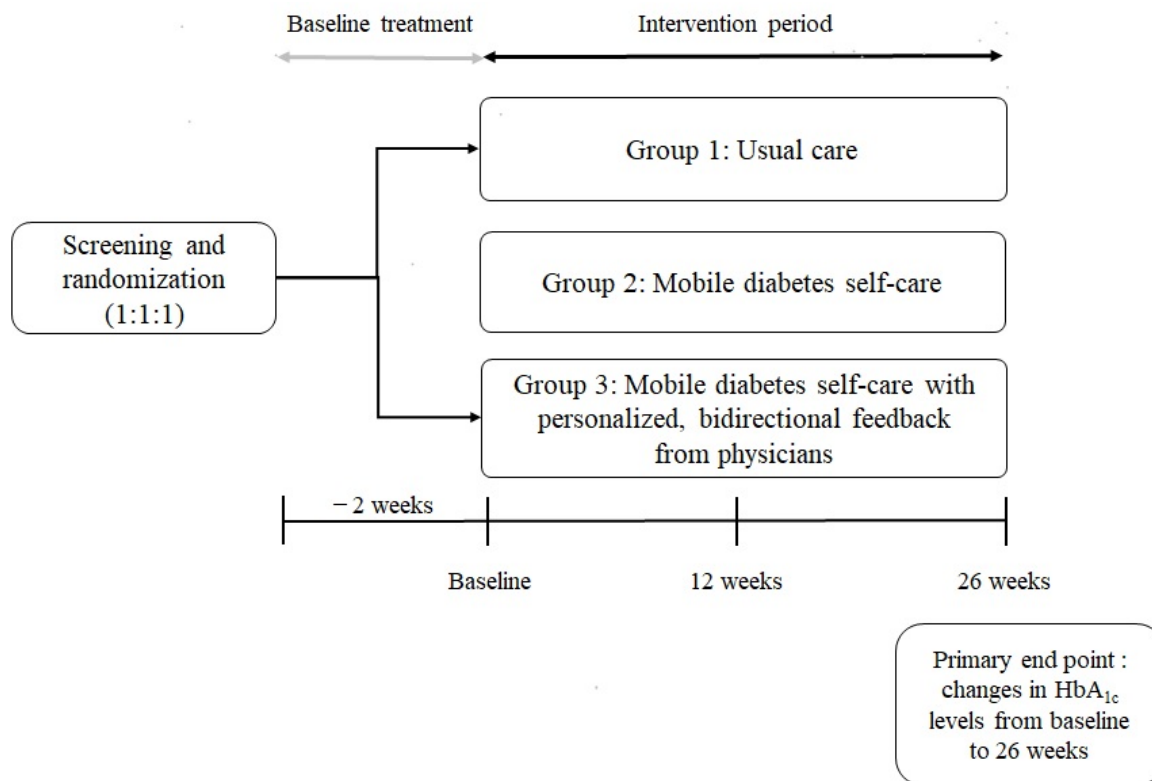 Baseline treatment
Intervention period
Group 1: Usual care
Screening and
randomization
(1:1:1)
Group 2: Mobile diabetes self-care
Group 3: Mobile diabetes self-care with
personalized, bidirectional feedback
from physicians
− 2 weeks
Baseline
12 weeks
26 weeks
Primary end point :
changes in HbA1c
levels from baseline
to 26 weeks